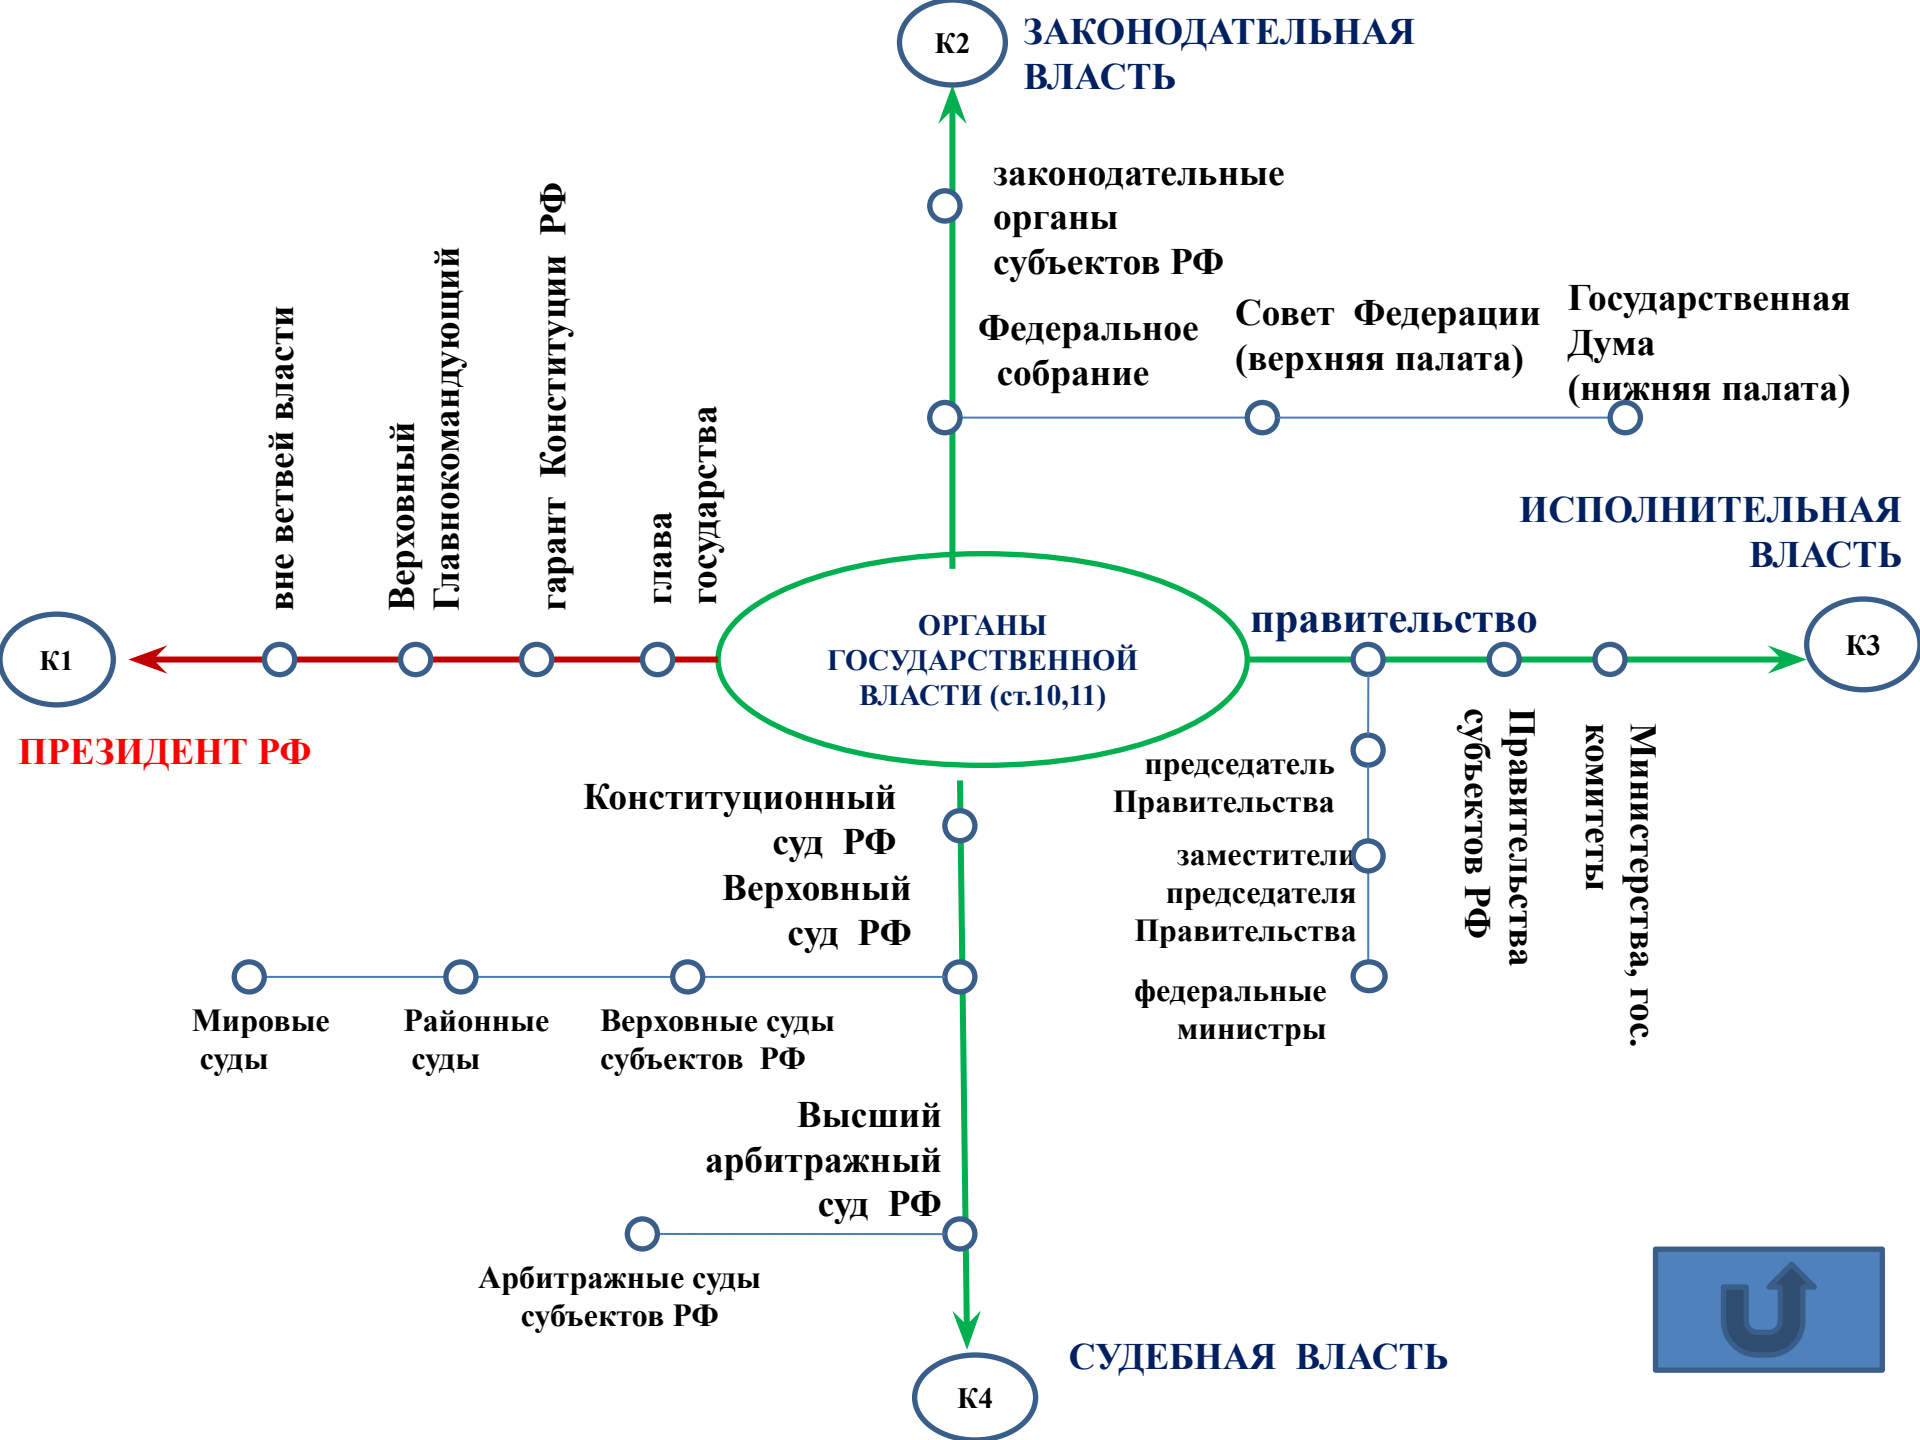 К2
ЗАКОНОДАТЕЛЬНАЯ
ВЛАСТЬ
законодательные
органы
субъектов РФ
Федеральное
собрание
Совет Федерации
(верхняя палата)
Государственная
Дума
(нижняя палата)
вне ветвей власти
Верховный
Главнокомандующий
гарант Конституции РФ
глава
государства
ИСПОЛНИТЕЛЬНАЯ
ВЛАСТЬ
К1
ПРЕЗИДЕНТ РФ
ОРГАНЫ
ГОСУДАРСТВЕННОЙ
ВЛАСТИ (ст.10,11)
правительство
К3
председатель
Правительства
заместители
председателя
Правительства
федеральные
министры
Правительства
субъектов РФ
Министерства, гос.
комитеты
Конституционный
суд РФ
Верховный
суд РФ
Мировые
суды
Районные
суды
Верховные суды
субъектов РФ
Высший
арбитражный
суд РФ
Арбитражные суды
субъектов РФ
СУДЕБНАЯ ВЛАСТЬ
К4